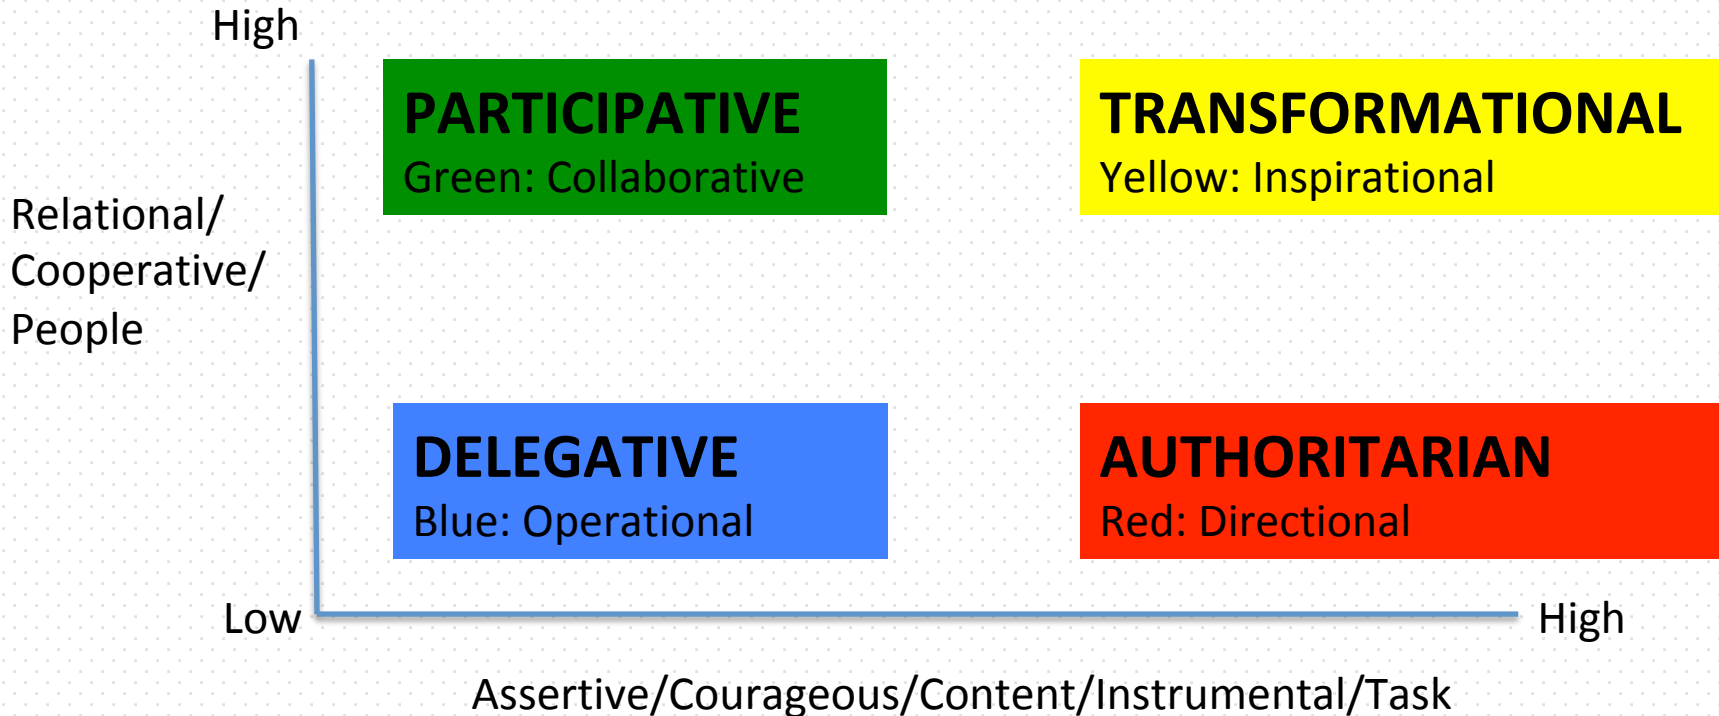 High
PARTICIPATIVE
Green: Collaborative
TRANSFORMATIONAL
Yellow: Inspirational
Relational/
Cooperative/
People
DELEGATIVE
Blue: Operational
AUTHORITARIAN
Red: Directional
Low
High
Assertive/Courageous/Content/Instrumental/Task